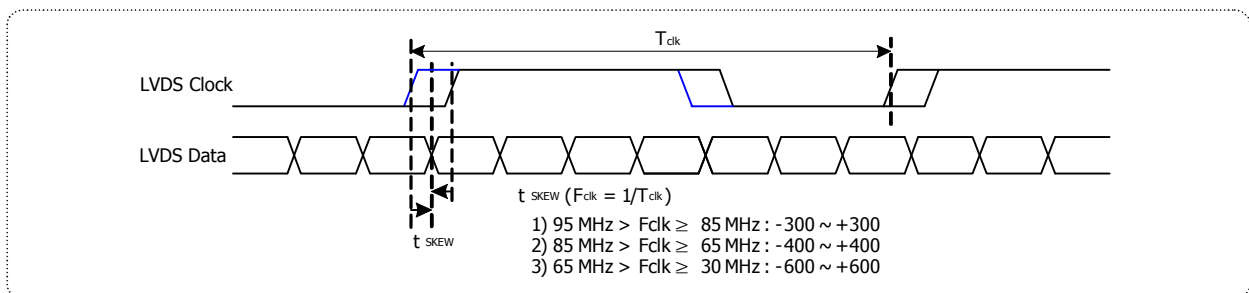 Tclk
LVDS Clock
LVDS Data
t SKEW (Fclk = 1/Tclk)
1) 95 MHz > Fclk ≥ 85 MHz : -300 ~ +300
2) 85 MHz > Fclk ≥ 65 MHz : -400 ~ +400
3) 65 MHz > Fclk ≥ 30 MHz : -600 ~ +600
t SKEW